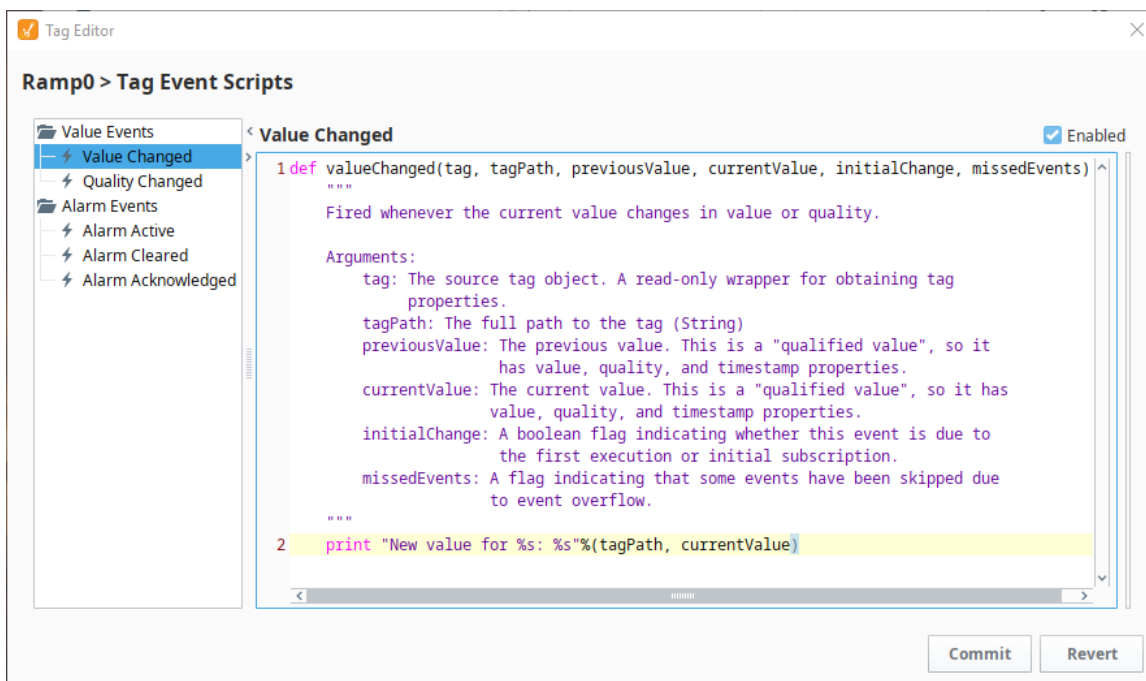 Tag Editor
Ramp0 > Tag Event Scripts
Value Events
Value Changed
Quality Changed
Alarm Events
Alarm Active
Alarm Cleared
Alarm Acknowledged
Value Changed
Enabled
1 def valueChanged(tag, tagPath, previousValue, currentValue, initialChange, missedEvents)
"""
Fired whenever the current value changes in value or quality.
Arguments:
tag: The source tag object. A read-only wrapper for obtaining tag
properties.
tagPath: The full path to the tag (String)
previousValue: The previous value. This is a "qualified value", so it
has value, quality, and timestamp properties.
currentValue: The current value. This is a "qualified value", so it has
value, quality, and timestamp properties.
initialChange: A boolean flag indicating whether this event is due to
the first execution or initial subscription.
missedEvents: A flag indicating that some events have been skipped due
to event overflow.
"""
2 print "New value for %s: %s"%(tagPath, currentValue)
Commit
Revert